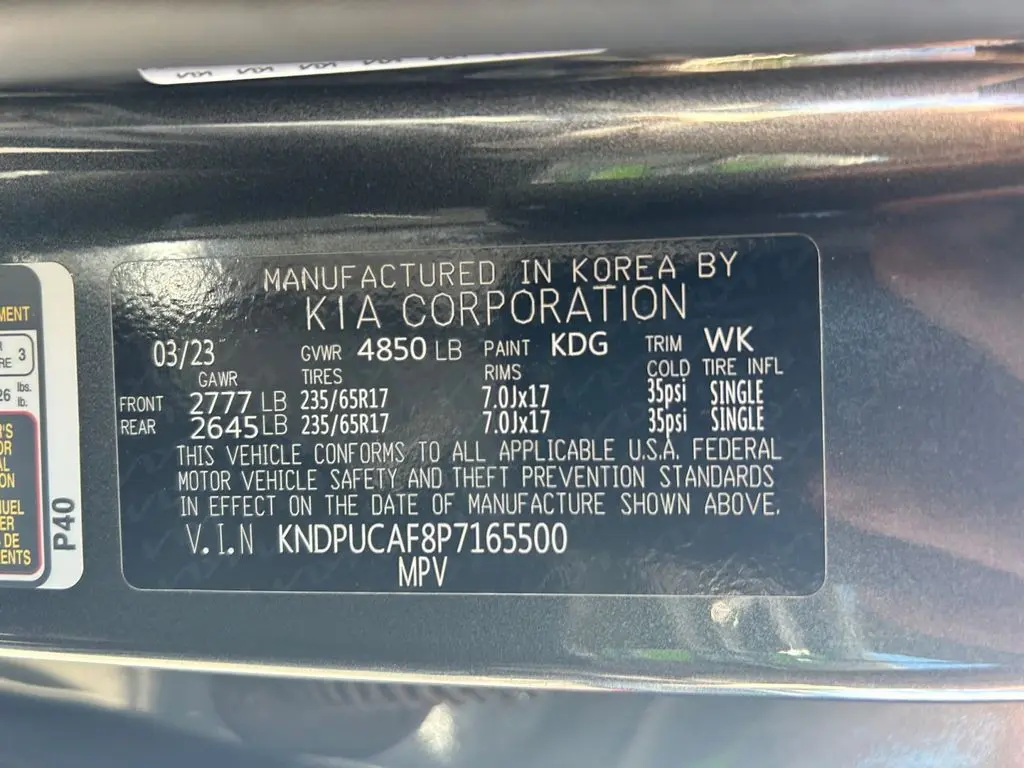 MANUFACTURED IN KOREA BY
KIA CORPORATION
03/23 GVWR 4850 LB PAINT KDG TRIM WK
GAWR TIRES RIMS COLD TIRE INFL
FRONT 2777 LB 235/65R17 7.0Jx17 35psi SINGLE
REAR 2645 LB 235/65R17 7.0Jx17 35psi SINGLE
THIS VEHICLE CONFORMS TO ALL APPLICABLE U.S.A. FEDERAL
MOTOR VEHICLE SAFETY AND THEFT PREVENTION STANDARDS
IN EFFECT ON THE DATE OF MANUFACTURE SHOWN ABOVE.
V.I.N KNDPUCAF8P7165500
MPV
3
lbs.
lb.
P40